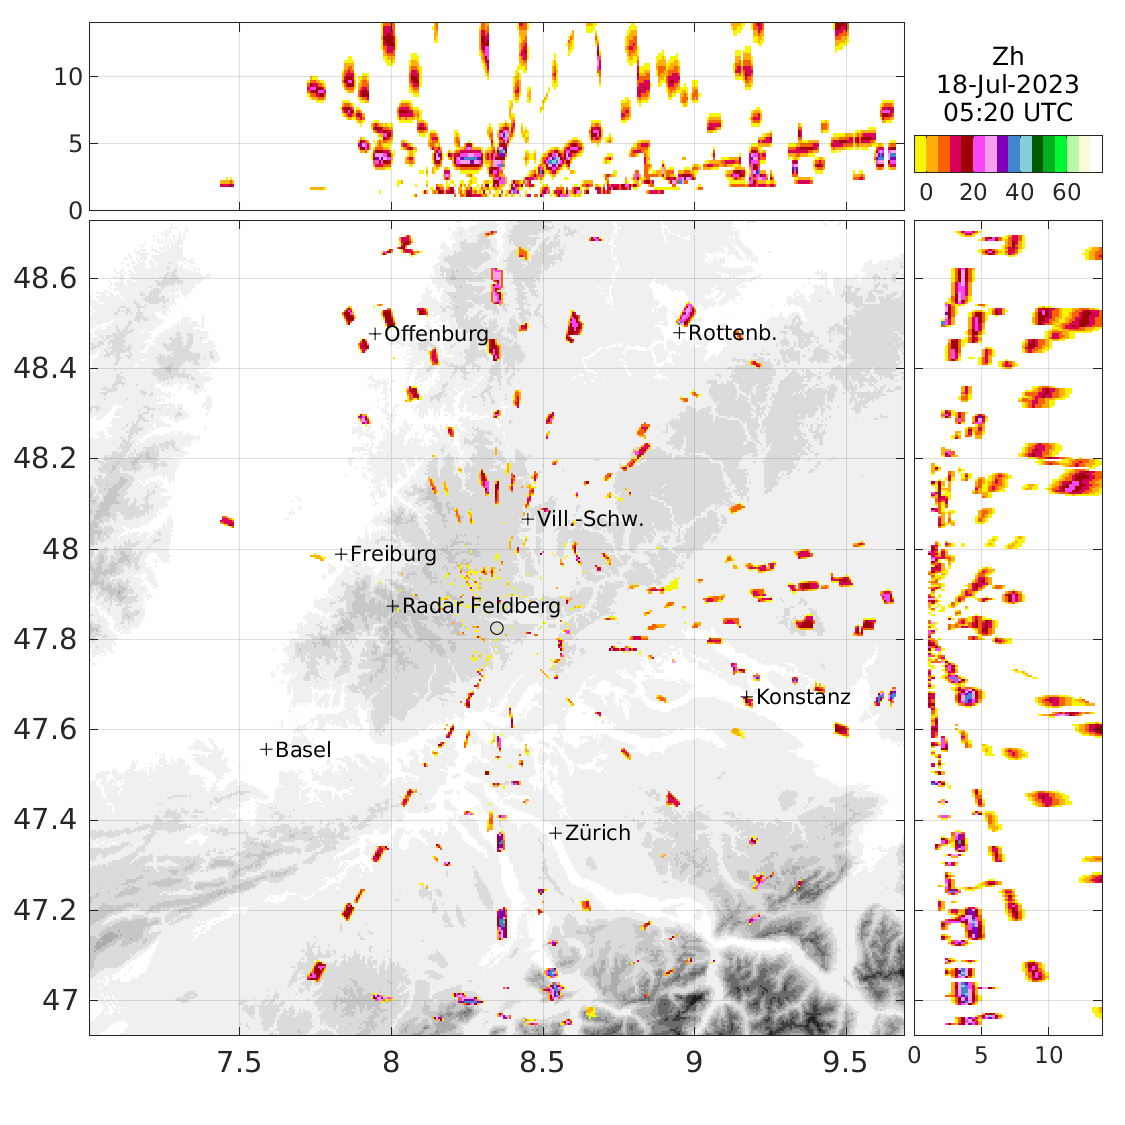 10
5
0
Zh
18-Jul-2023
05:20 UTC
0 20 40 60
48.6
48.4
48.2
48
47.8
47.6
47.4
47.2
47
+Offenburg
+Rottenb.
+Vill.-Schw.
+Freiburg
+Radar Feldberg
+Konstanz
+Basel
+Zürich
7.5 8 8.5 9 9.5
0 5 10